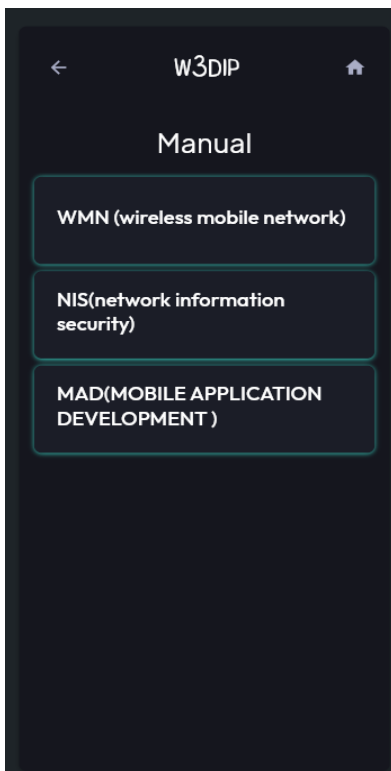 W3DIP
Manual
WMN (wireless mobile network)
NIS(network information
security)
MAD(MOBILE APPLICATION
DEVELOPMENT )